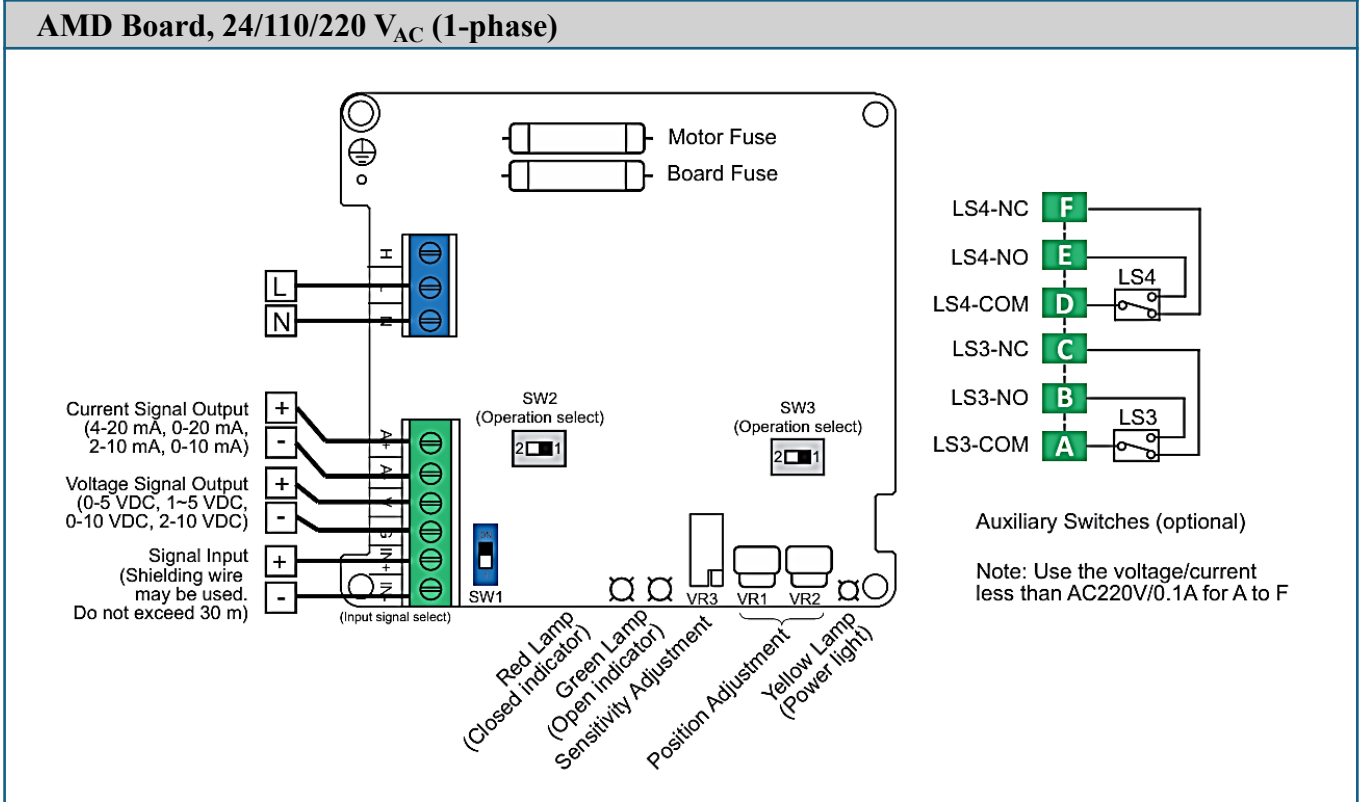 AMD Board, 24/110/220 VAC (1-phase)
Motor Fuse
Board Fuse
H
L
L
N
N
Current Signal Output
(4-20 mA, 0-20 mA,
2-10 mA, 0-10 mA)
+
-
A+
A-
Voltage Signal Output
(0-5 VDC, 1~5 VDC,
0-10 VDC, 2-10 VDC)
+
-
V
G
Signal Input
(Shielding wire
may be used.
Do not exceed 30 m)
+
-
IN+
IN-
(Input signal select)
ON
SW1
SW2
(Operation select)
2 1
SW3
(Operation select)
2 1
VR3
VR1
VR2
Red Lamp
(Closed indicator)
Green Lamp
(Open indicator)
Sensitivity Adjustment
Position Adjustment
Yellow Lamp
(Power light)
LS4-NC F
LS4-NO E
LS4
LS4-COM D
LS3-NC C
LS3-NO B
LS3
LS3-COM A
Auxiliary Switches (optional)
Note: Use the voltage/current
less than AC220V/0.1A for A to F